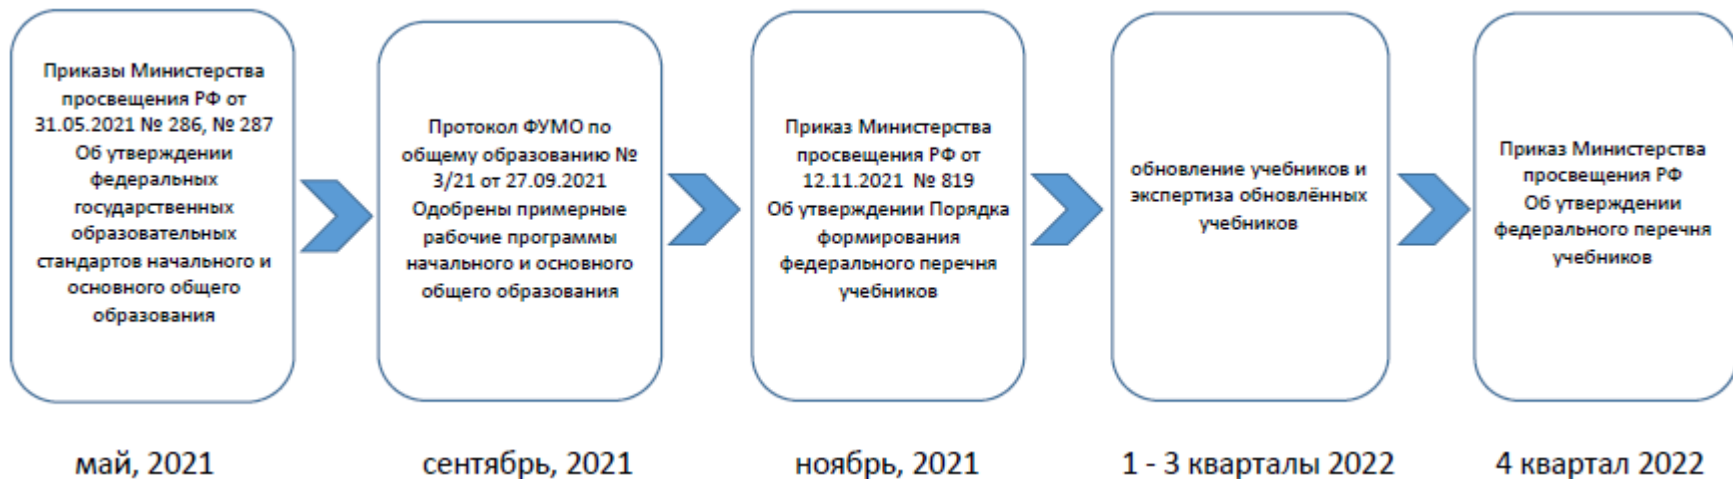 Приказы Министерства
просвещения РФ от
31.05.2021 № 286, № 287
Об утверждении
федеральных
государственных
образовательных
стандартов начального и
основного общего
образования
Протокол ФУМО по
общему образованию №
3/21 от 27.09.2021
Одобрены примерные
рабочие программы
начального и основного
общего образования
Приказ Министерства
просвещения РФ от
12.11.2021 № 819
Об утверждении Порядка
формирования
федерального перечня
учебников
обновление учебников и
экспертиза обновлённых
учебников
Приказ Министерства
просвещения РФ
Об утверждении
федерального перечня
учебников
май, 2021
сентябрь, 2021
ноябрь, 2021
1 - 3 кварталы 2022
4 квартал 2022